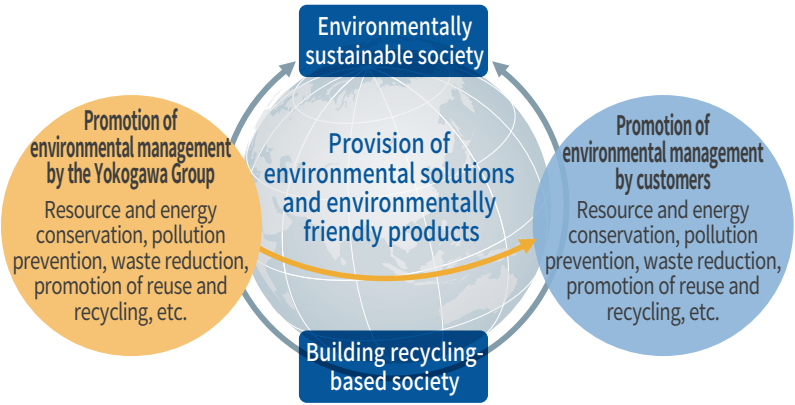 Environmentally
sustainable society
Promotion of
environmental management
by the Yokogawa Group
Resource and energy
conservation, pollution
prevention, waste reduction,
promotion of reuse and
recycling, etc.
Provision of
environmental solutions
and environmentally
friendly products
Promotion of
environmental management
by customers
Resource and energy
conservation, pollution
prevention, waste reduction,
promotion of reuse and
recycling, etc.
Building recycling-
based society